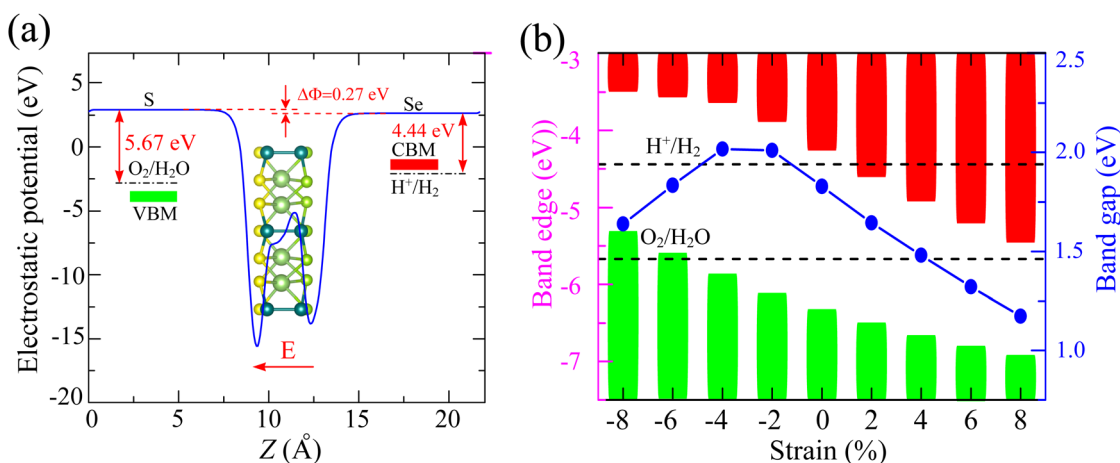 (a)
Electrostatic potential (eV)
5
0
-5
-10
-15
-20
0
5
10
15
20
Z (Å)
S
ΔΦ=0.27 eV
Se
5.67 eV
4.44 eV
O₂/H₂O
VBM
CBM
H⁺/H₂
E
(b)
Band edge (eV))
-3
-4
-5
-6
-7
H⁺/H₂
O₂/H₂O
2.5
2.0
1.5
1.0
Band gap (eV)
-8
-6
-4
-2
0
2
4
6
8
Strain (%)